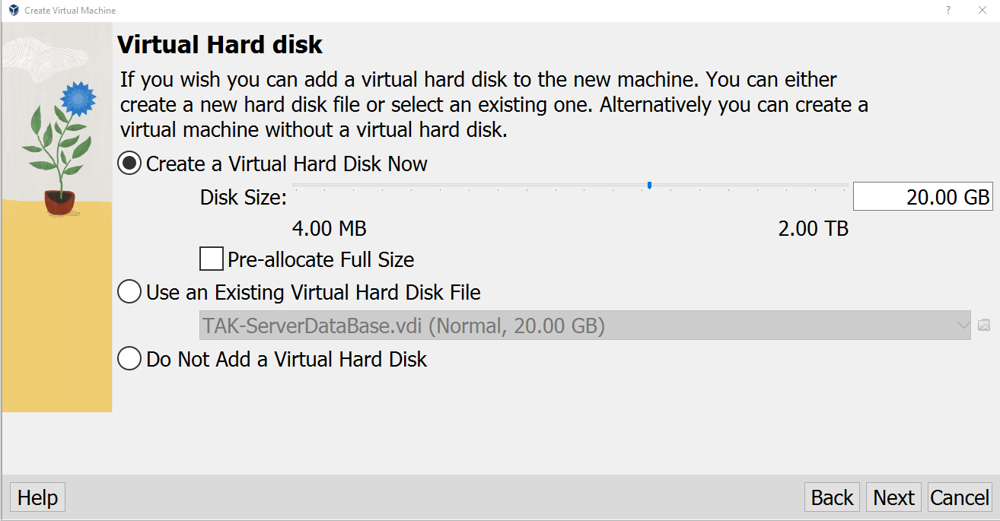 Create Virtual Machine
?
Virtual Hard disk
If you wish you can add a virtual hard disk to the new machine. You can either
create a new hard disk file or select an existing one. Alternatively you can create a
virtual machine without a virtual hard disk.
Create a Virtual Hard Disk Now
Disk Size: 20.00 GB
4.00 MB 2.00 TB
Pre-allocate Full Size
Use an Existing Virtual Hard Disk File
TAK-ServerDataBase.vdi (Normal, 20.00 GB)
Do Not Add a Virtual Hard Disk
Help Back Next Cancel